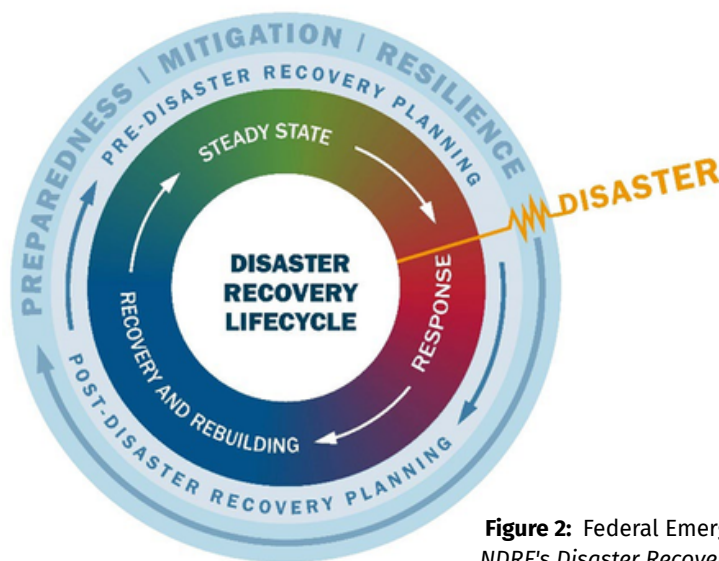 PREPAREDNESS | MITIGATION | RESILIENCE
PRE-DISASTER RECOVERY PLANNING
STEADY STATE
DISASTER
DISASTER
RECOVERY
LIFECYCLE
RESPONSE
RECOVERY AND REBUILDING
POST-DISASTER RECOVERY PLANNING
Figure 2: Federal Emerg